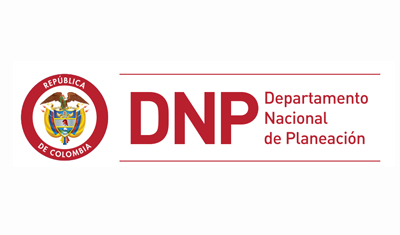 REPÚBLICA
DE COLOMBIA
DNP
Departamento
Nacional
de Planeación